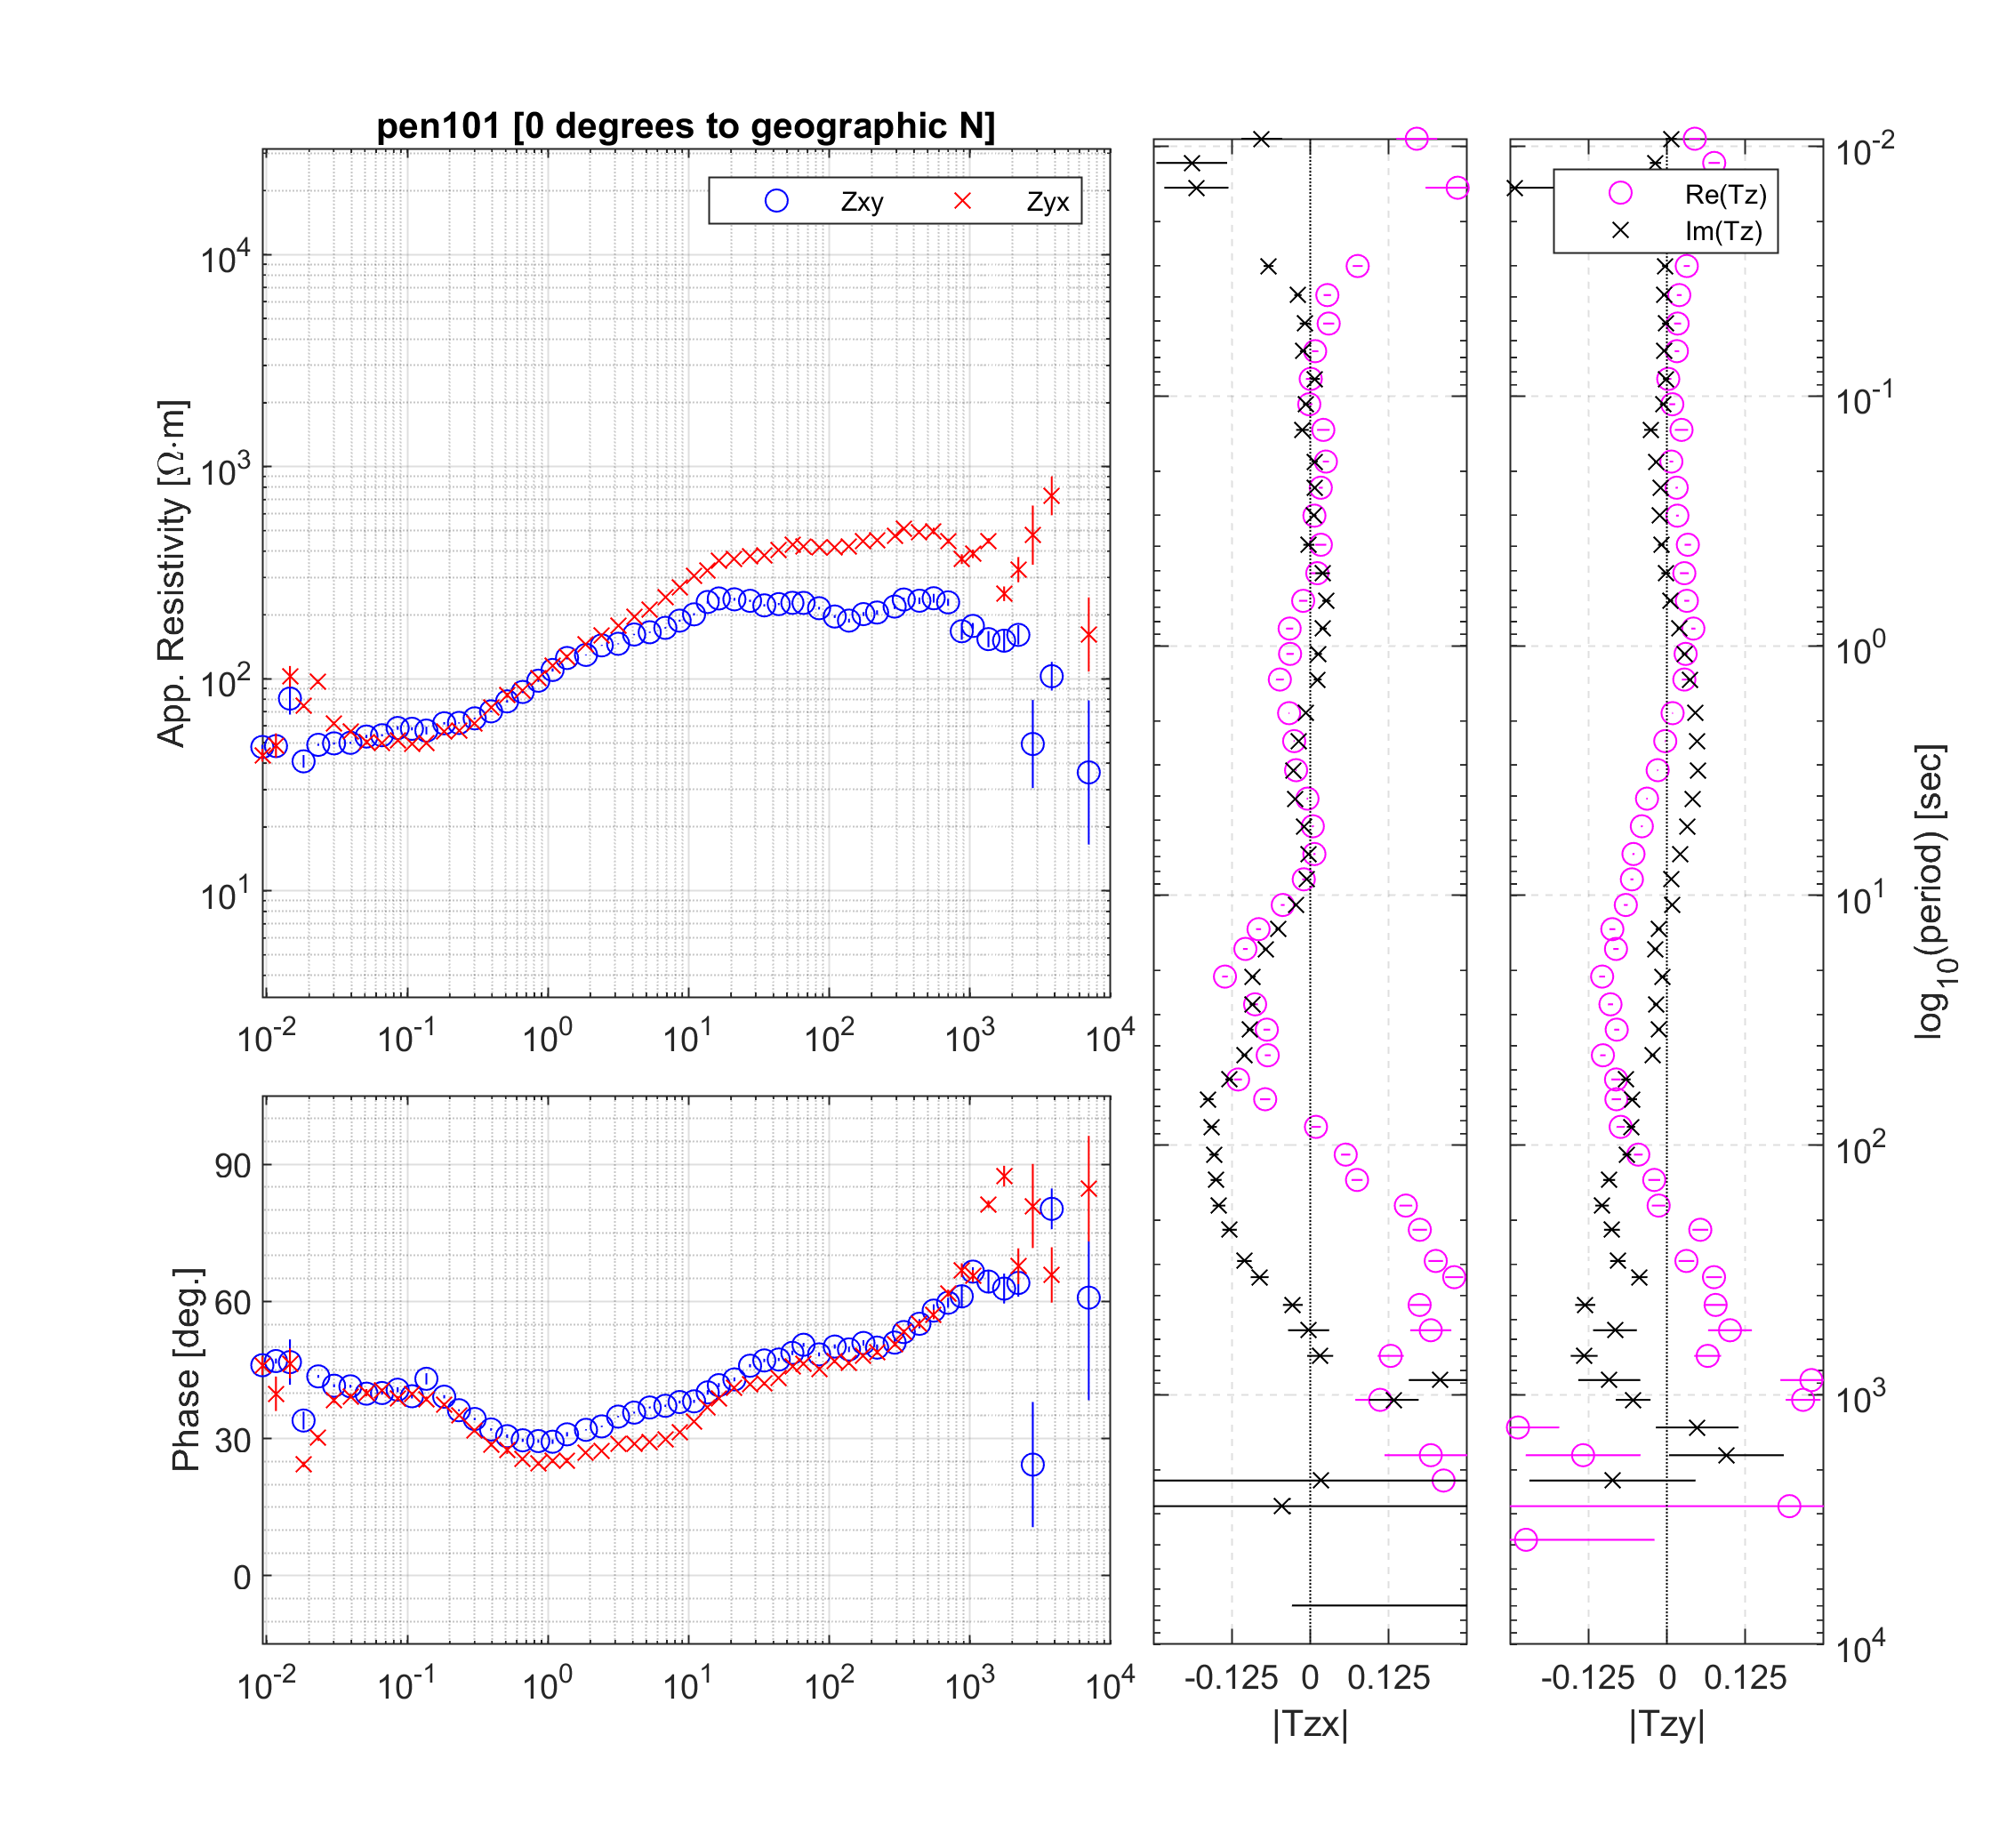 pen101 [0 degrees to geographic N]
Zxy Zyx
App. Resistivity [Ω·m]
10^4
10^3
10^2
10^1
10^-2 10^-1 10^0 10^1 10^2 10^3 10^4
Phase [deg.]
90
60
30
0
10^-2 10^-1 10^0 10^1 10^2 10^3 10^4
-0.125 0 0.125
|Tzx|
Re(Tz)
Im(Tz)
-0.125 0 0.125
|Tzy|
10^-2
10^-1
10^0
10^1
10^2
10^3
10^4
log_10(period) [sec]